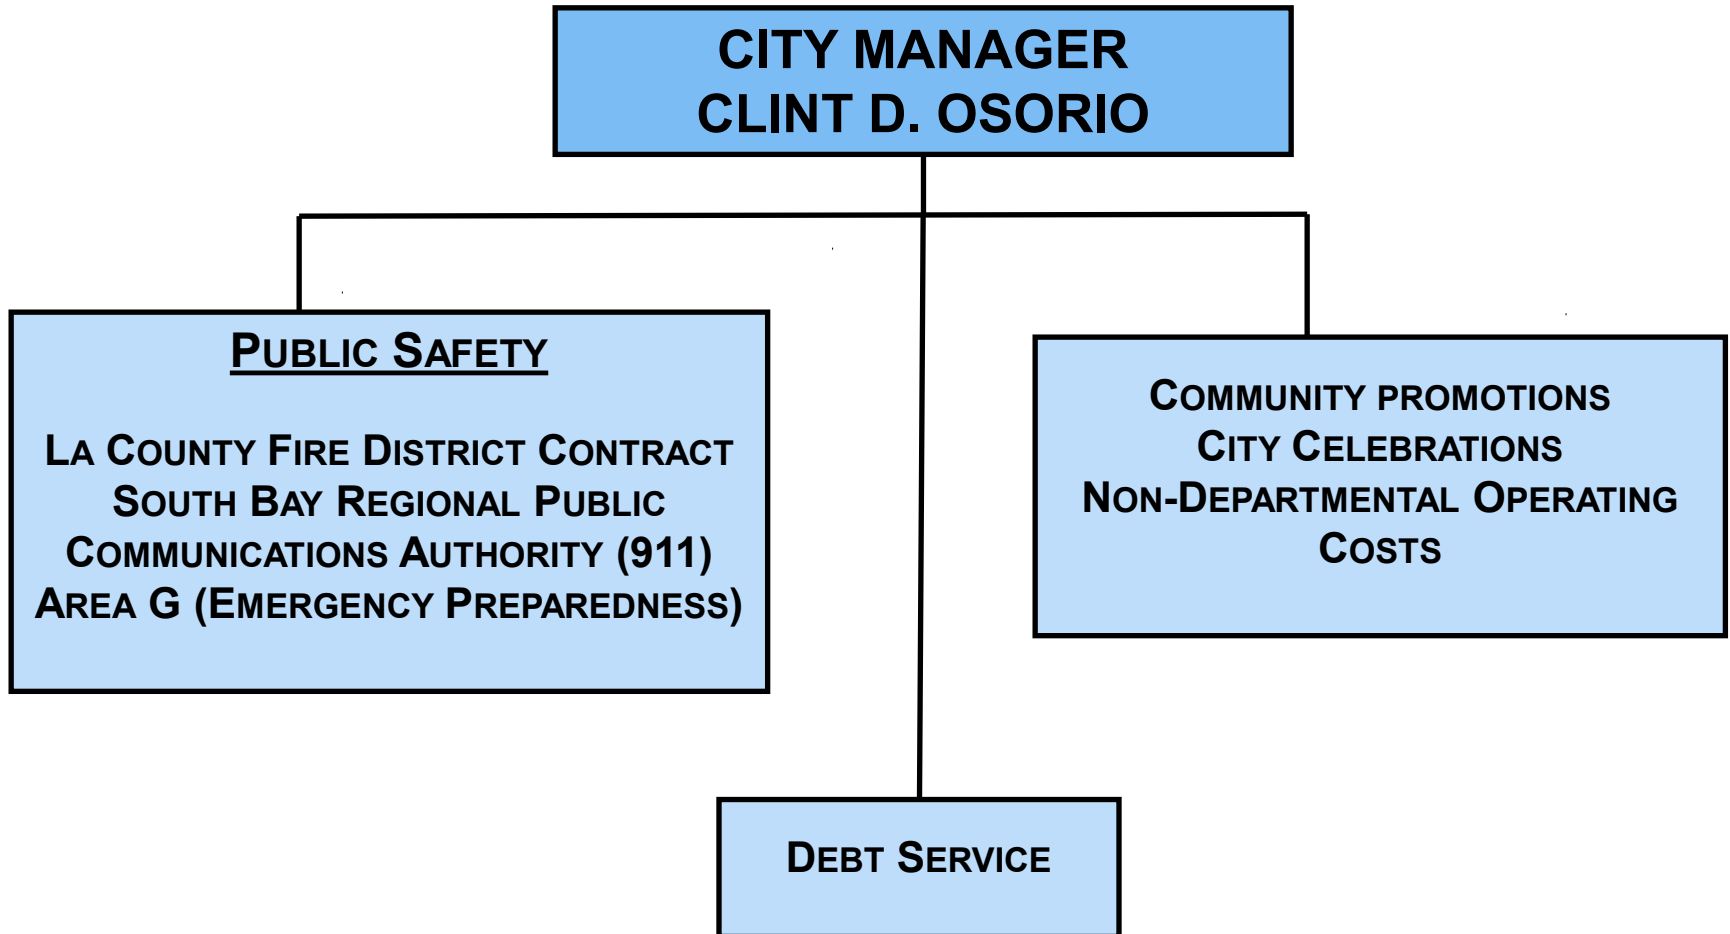 CITY MANAGER
CLINT D. OSORIO
PUBLIC SAFETY
LA COUNTY FIRE DISTRICT CONTRACT
SOUTH BAY REGIONAL PUBLIC
COMMUNICATIONS AUTHORITY (911)
AREA G (EMERGENCY PREPAREDNESS)
COMMUNITY PROMOTIONS
CITY CELEBRATIONS
NON-DEPARTMENTAL OPERATING
COSTS
DEBT SERVICE